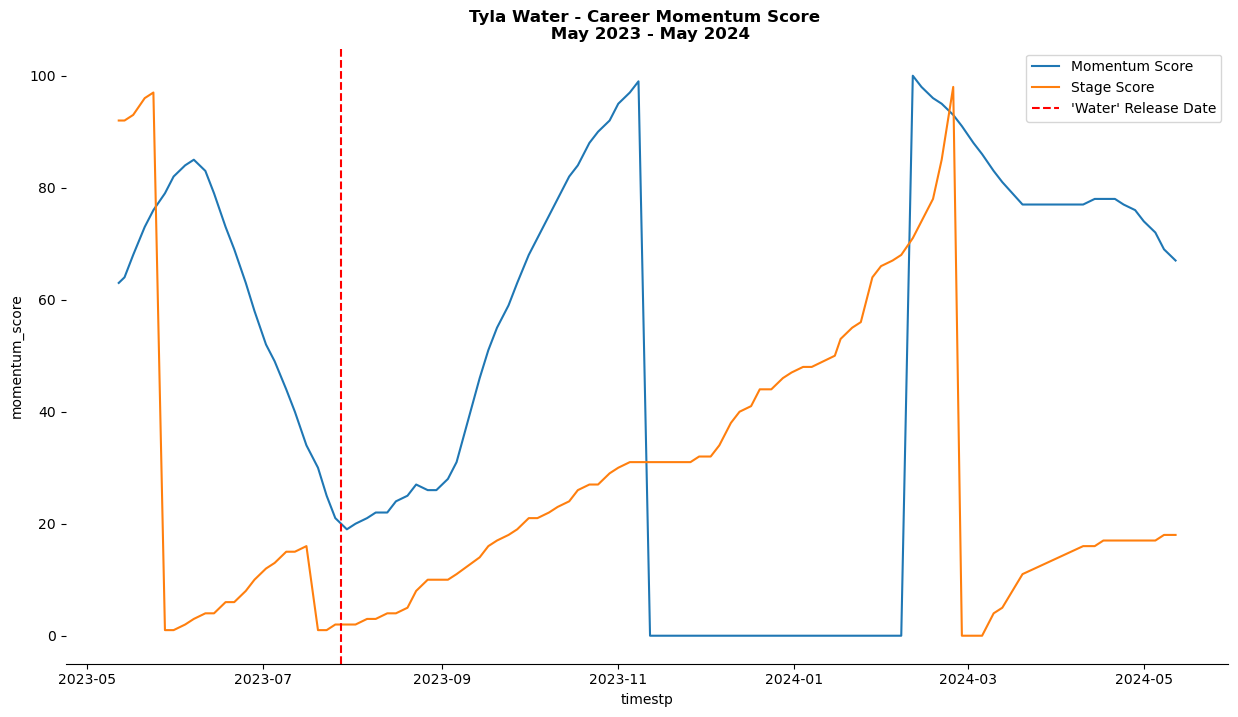 Tyla Water - Career Momentum Score
May 2023 - May 2024
Momentum Score
Stage Score
'Water' Release Date
momentum_score
100
80
60
40
20
0
2023-05
2023-07
2023-09
2023-11
2024-01
2024-03
2024-05
timestp